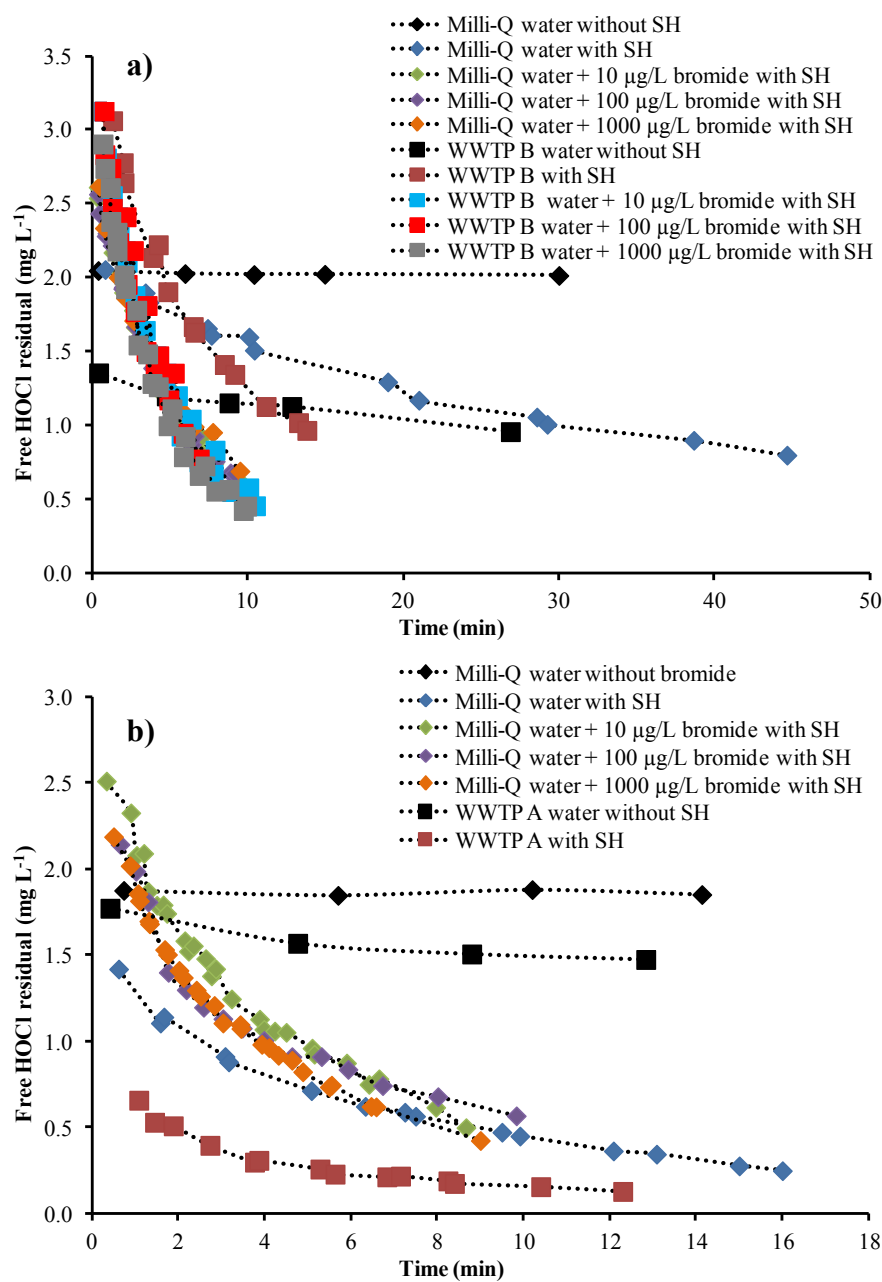 Milli-Q water without SH
Milli-Q water with SH
Milli-Q water + 10 µg/L bromide with SH
Milli-Q water + 100 µg/L bromide with SH
Milli-Q water + 1000 µg/L bromide with SH
WWTP B water without SH
WWTP B with SH
WWTP B  water + 10 µg/L bromide with SH
WWTP B water + 100 µg/L bromide with SH
WWTP B water + 1000 µg/L bromide with SH
a)
3.5
3.0
2.5
2.0
1.5
1.0
0.5
0.0
Free HOCl residual (mg L⁻¹)
0 10 20 30 40 50
Time (min)
Milli-Q water without bromide
Milli-Q water with SH
Milli-Q water + 10 µg/L bromide with SH
Milli-Q water + 100 µg/L bromide with SH
Milli-Q water + 1000 µg/L bromide with SH
WWTP A water without SH
WWTP A with SH
b)
3.0
2.5
2.0
1.5
1.0
0.5
0.0
Free HOCl residual (mg L⁻¹)
0 2 4 6 8 10 12 14 16 18
Time (min)